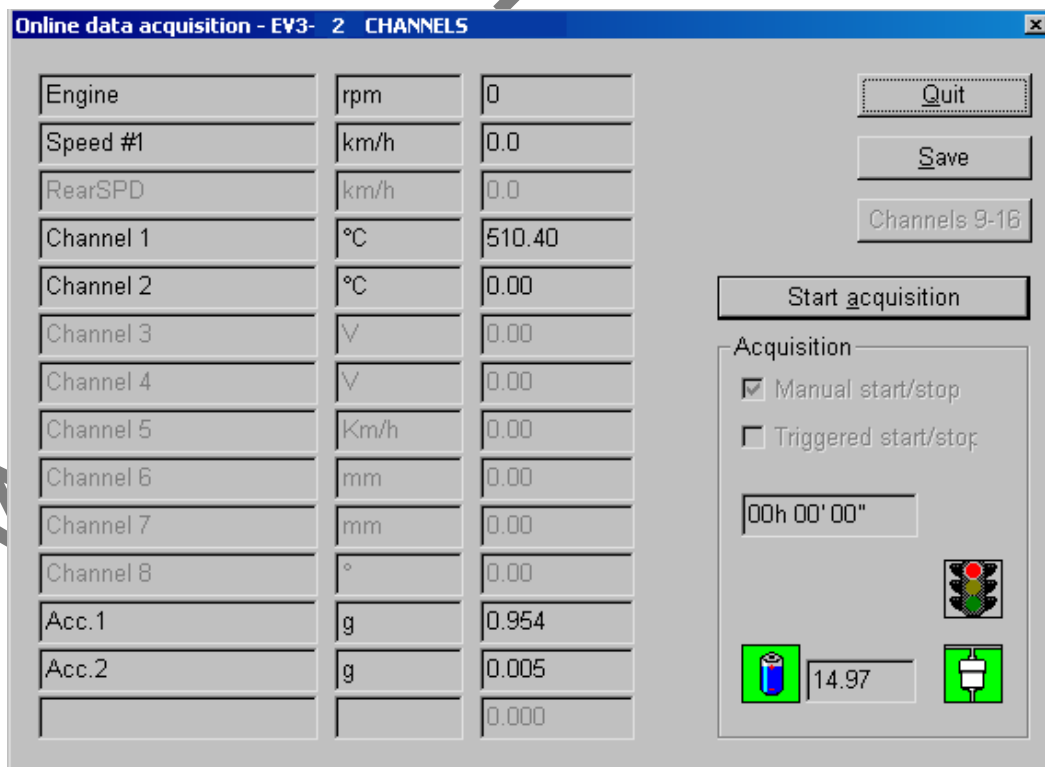 Online data acquisition - EV3- 2 CHANNELS
Engine rpm 0
Speed #1 km/h 0.0
RearSPD km/h 0.0
Channel 1 °C 510.40
Channel 2 °C 0.00
Channel 3 V 0.00
Channel 4 V 0.00
Channel 5 Km/h 0.00
Channel 6 mm 0.00
Channel 7 mm 0.00
Channel 8 ° 0.00
Acc.1 g 0.954
Acc.2 g 0.005
0.000
Quit
Save
Channels 9-16
Start acquisition
Acquisition
Manual start/stop
Triggered start/stop
00h 00'00"
14.97